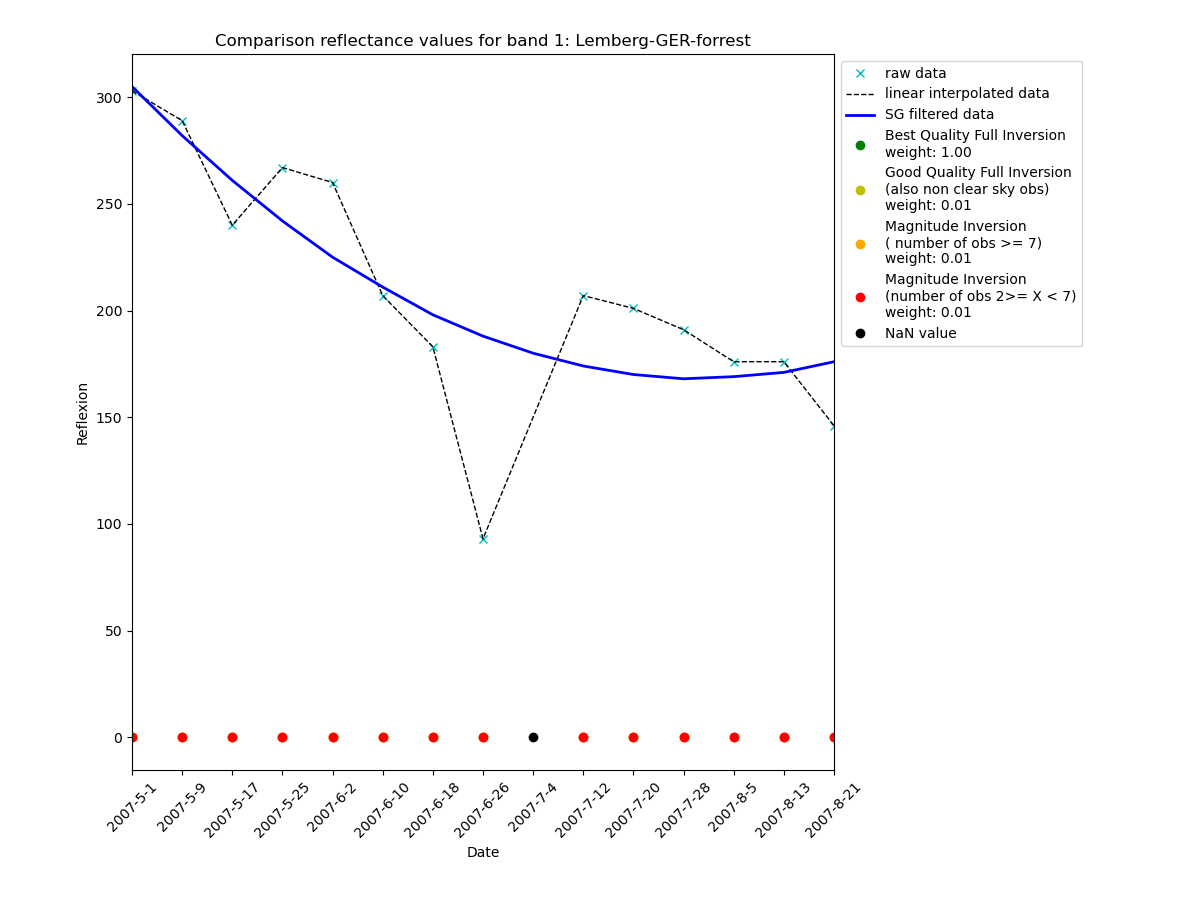 Comparison reflectance values for band 1: Lemberg-GER-forrest
raw data
linear interpolated data
SG filtered data
Best Quality Full Inversion
weight: 1.00
Good Quality Full Inversion
(also non clear sky obs)
weight: 0.01
Magnitude Inversion
( number of obs >= 7)
weight: 0.01
Magnitude Inversion
(number of obs 2>= X < 7)
weight: 0.01
NaN value
Reflexion
300
250
200
150
100
50
0
2007-5-1
2007-5-9
2007-5-17
2007-5-25
2007-6-2
2007-6-10
2007-6-18
2007-6-26
2007-7-4
2007-7-12
2007-7-20
2007-7-28
2007-8-5
2007-8-13
2007-8-21
Date